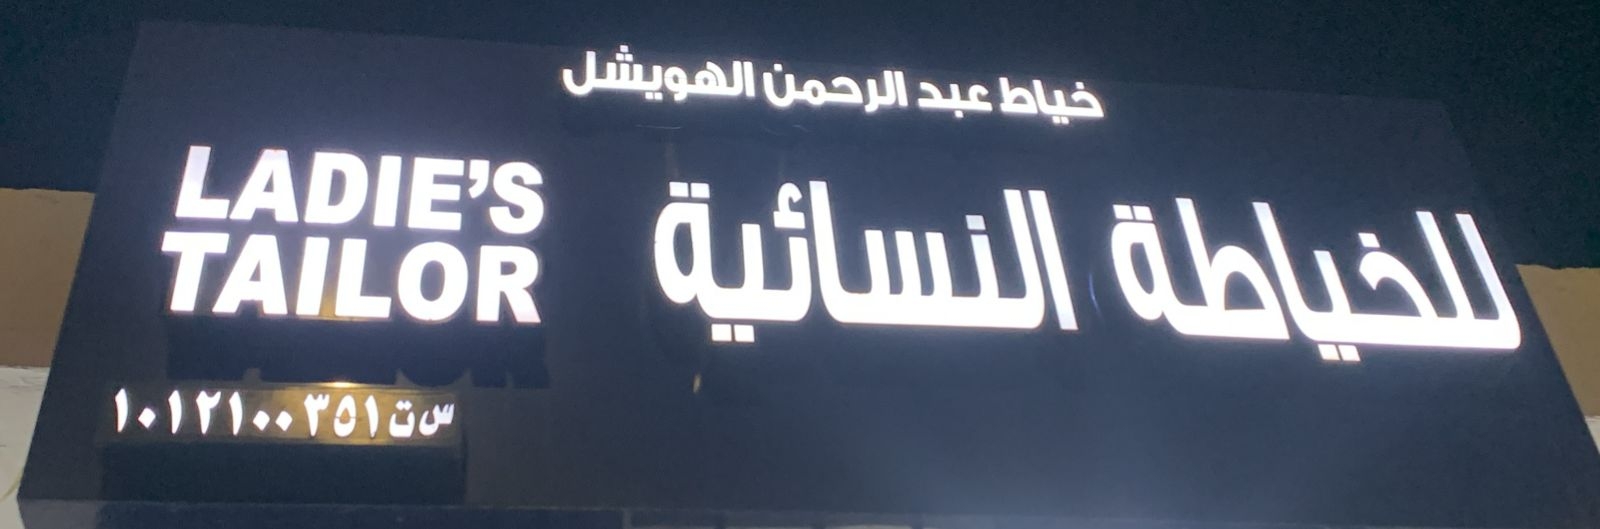 خياط عبد الرحمن الهويشل
للخياطة النسائية
LADIE'S
TAILOR
س ت ١٠١٢١٠٠٣٥١